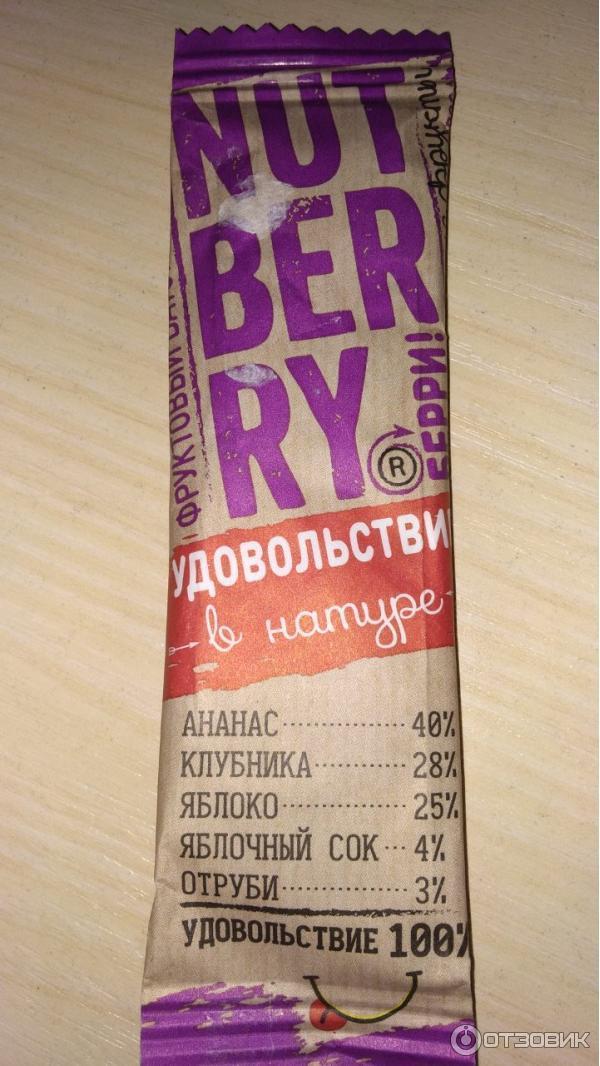 NUT
BER
RY
R
ФРУКТОВЫЙ
БЕРРИ!
УДОВОЛЬСТВИ
в натуре
АНАНАС 40%
КЛУБНИКА 28%
ЯБЛОКО 25%
ЯБЛОЧНЫЙ СОК 4%
ОТРУБИ 3%
УДОВОЛЬСТВИЕ 100%
ОТЗОВИК